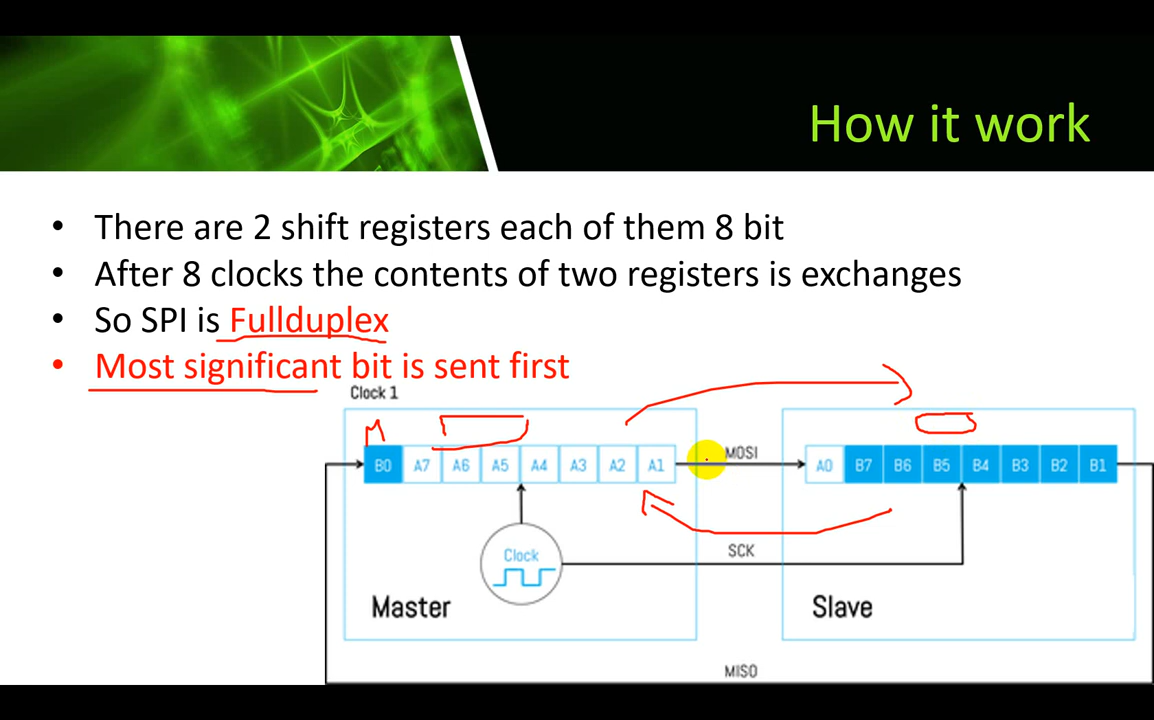 How it work
• There are 2 shift registers each of them 8 bit
• After 8 clocks the contents of two registers is exchanges
• So SPI is Fullduplex
• Most significant bit is sent first
Clock 1
M
B0 A7 A6 A5 A4 A3 A2 A1 MOSI A0 B7 B6 B5 B4 B3 B2 B1
Clock
SCK
Master Slave
MISO